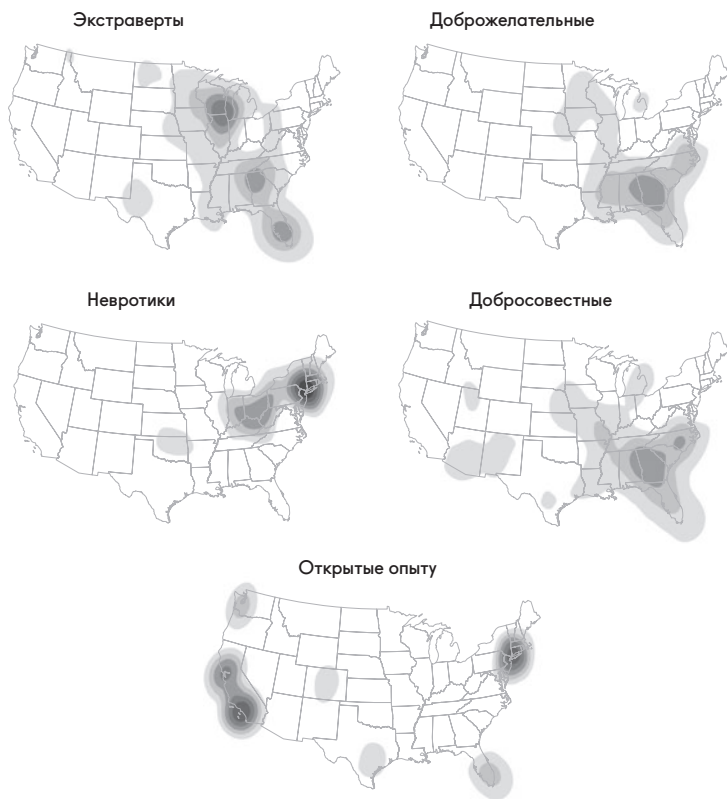 Экстраверты
Доброжелательные
Невротики
Добросовестные
Открытые опыту